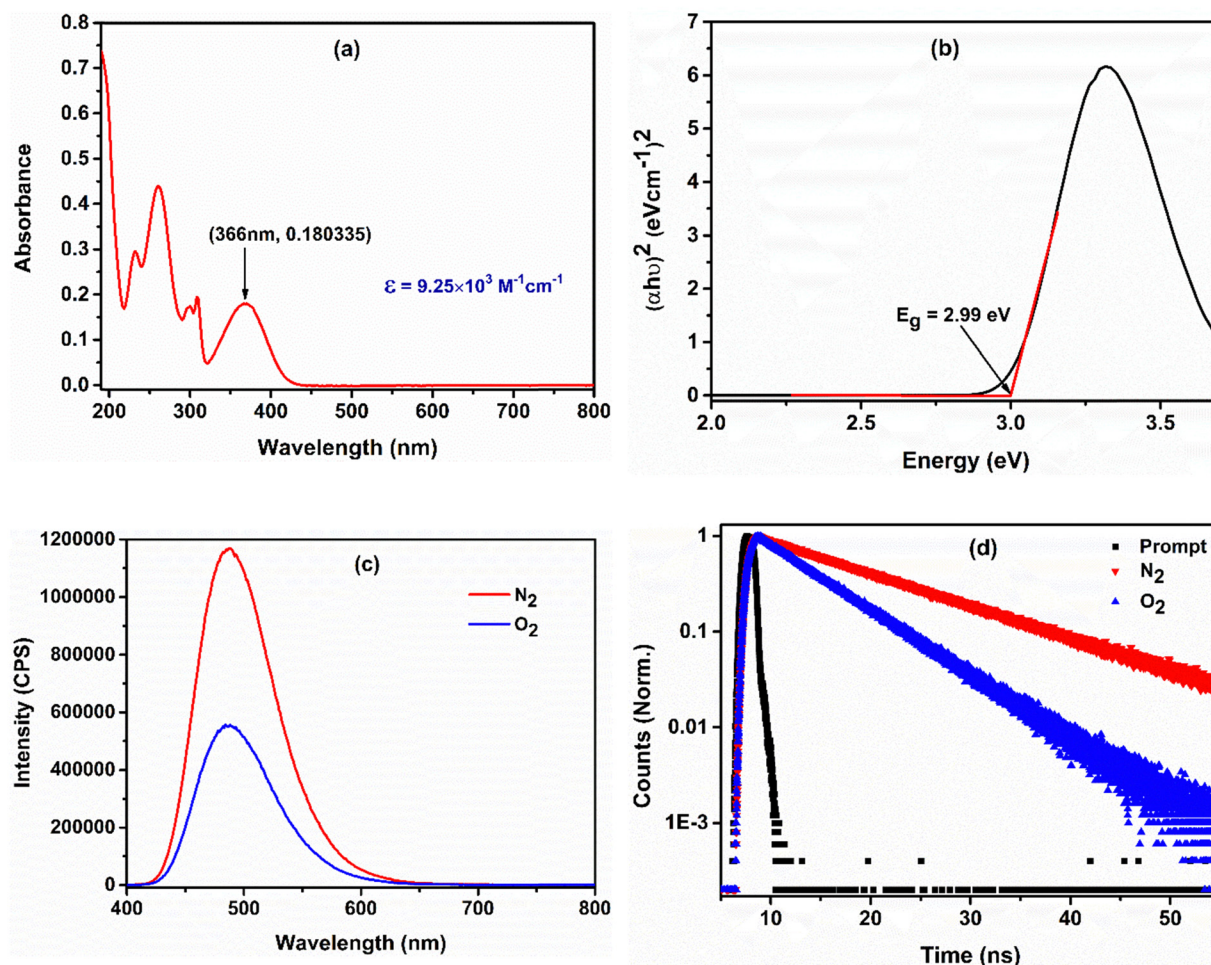 (a)
0.8
0.7
0.6
0.5
0.4
0.3
0.2
0.1
0.0
Absorbance
(366nm, 0.180335)
ε = 9.25×10³ M⁻¹cm⁻¹
200 300 400 500 600 700 800
Wavelength (nm)
(b)
7
6
5
4
3
2
1
0
(αhυ)² (eVcm⁻¹)²
Eg = 2.99 eV
2.0 2.5 3.0 3.5
Energy (eV)
(c)
1200000
1000000
800000
600000
400000
200000
0
Intensity (CPS)
N₂
O₂
400 500 600 700 800
Wavelength (nm)
(d)
1
0.1
0.01
1E-3
Counts (Norm.)
Prompt
N₂
O₂
10 20 30 40 50
Time (ns)